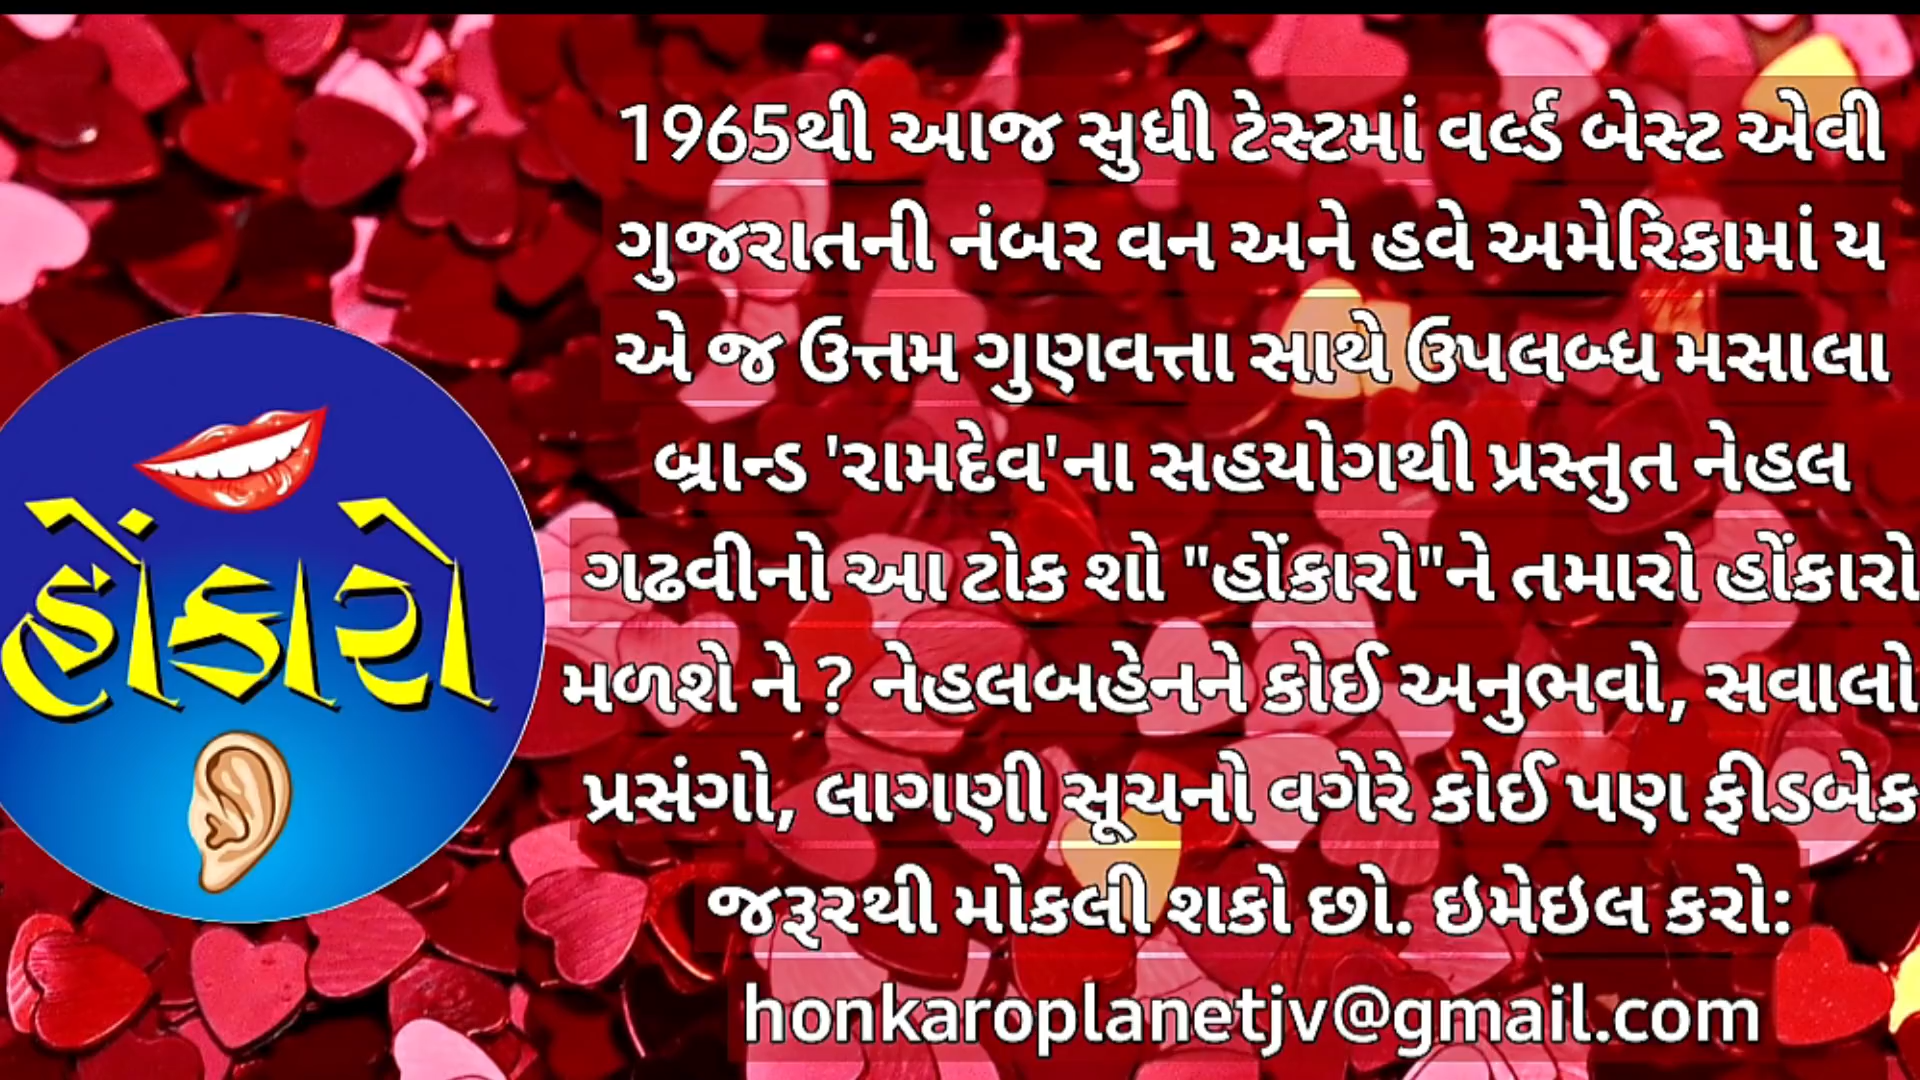 1965થી આજ સુધી ટેસ્ટમાં વર્લ્ડ બેસ્ટ એવી
ગુજરાતની નંબર વન અને હવે અમેરિકામાં ય
એ જ ઉત્તમ ગુણવત્તા સાથે ઉપલબ્ધ મસાલા
બ્રાન્ડ 'રામદેવ'ના સહયોગથી પ્રસ્તુત નેહલ
ગઢવીનો આ ટોક શો "હોંકારો"ને તમારો હોંકારો
મળશે ને ? નેહલબહેનને કોઈ અનુભવો, સવાલો
પ્રસંગો, લાગણી સૂચનો વગેરે કોઈ પણ ફીડબેક
જરૂરથી મોકલી શકો છો. ઇમેઇલ કરો:
honkaroplanetjv@gmail.com
હોંકારો